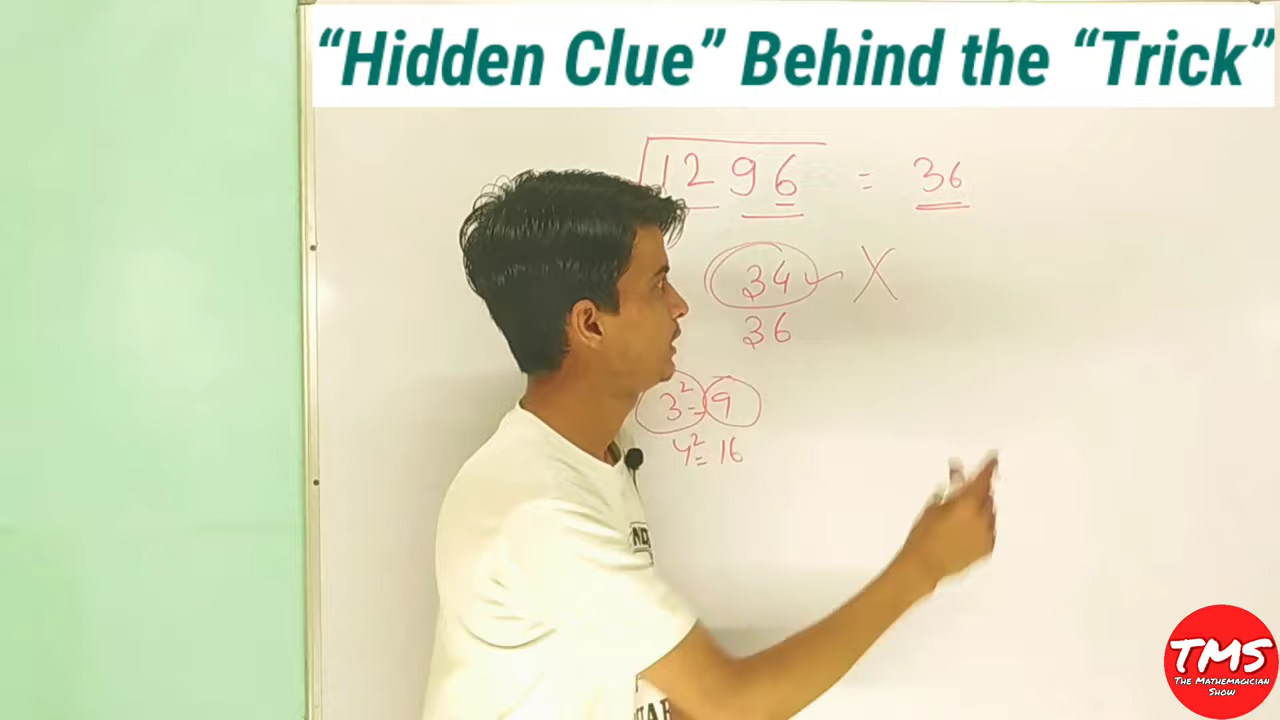 “Hidden Clue” Behind the “Trick”
√1296 = 36
34 ✓ X
36
3² = 9
4² = 16
TMS
The Mathemagician
Show